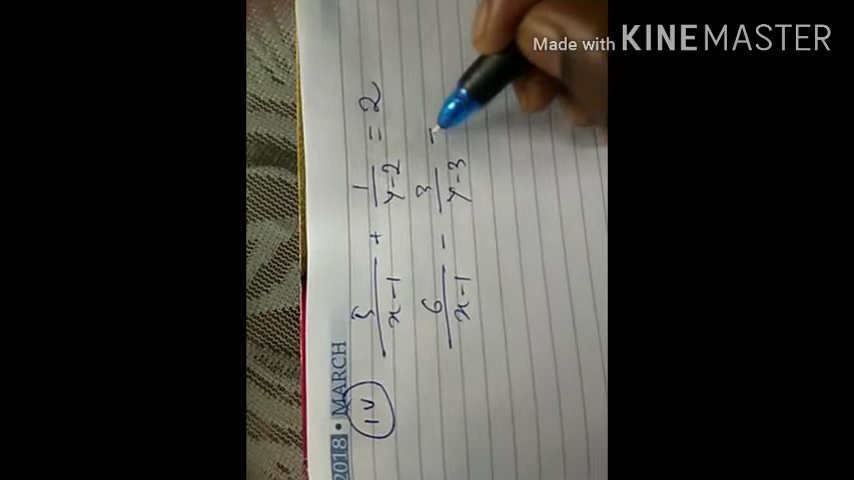 Made with KINEMASTER
2018 • MARCH
(iv) 5/(x-1) + 1/(y-2) = 2
6/(x-1) - 3/(y-3) -